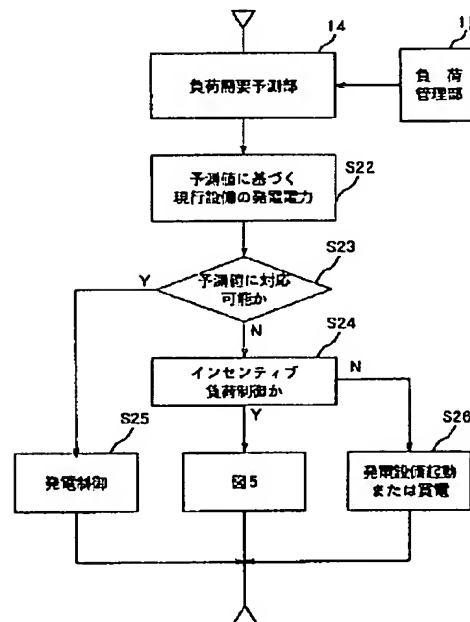 14
負荷需要予測部
負荷
管理部
S22
予測値に基づく
現行設備の発電電力
S23
予測値に対応
可能か
Y
N
S24
インセンティブ
負荷制御か
N
Y
S25
発電制御
図5
S26
発電設備起動
または買電